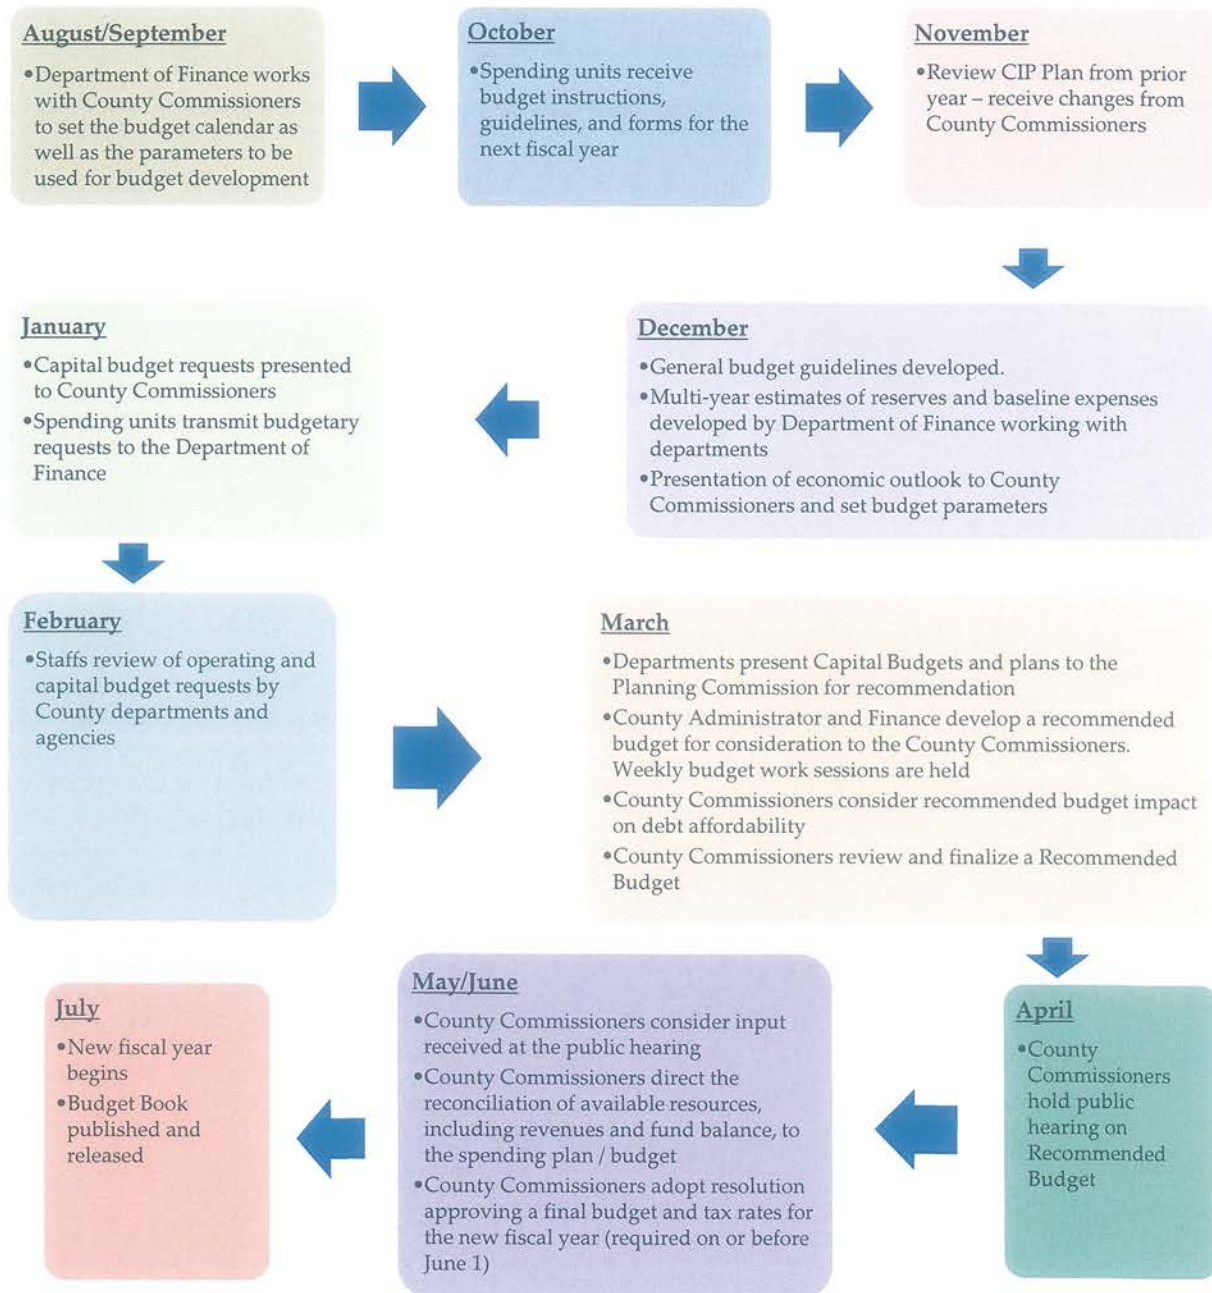 August/September
•Department of Finance works
with County Commissioners
to set the budget calendar as
well as the parameters to be
used for budget development
October
•Spending units receive
budget instructions,
guidelines, and forms for the
next fiscal year
November
•Review CIP Plan from prior
year – receive changes from
County Commissioners
December
•General budget guidelines developed.
•Multi-year estimates of reserves and baseline expenses
developed by Department of Finance working with
departments
•Presentation of economic outlook to County
Commissioners and set budget parameters
January
•Capital budget requests presented
to County Commissioners
•Spending units transmit budgetary
requests to the Department of
Finance
February
•Staffs review of operating and
capital budget requests by
County departments and
agencies
March
•Departments present Capital Budgets and plans to the
Planning Commission for recommendation
•County Administrator and Finance develop a recommended
budget for consideration to the County Commissioners.
Weekly budget work sessions are held
•County Commissioners consider recommended budget impact
on debt affordability
•County Commissioners review and finalize a Recommended
Budget
April
•County
Commissioners
hold public
hearing on
Recommended
Budget
May/June
•County Commissioners consider input
received at the public hearing
•County Commissioners direct the
reconciliation of available resources,
including revenues and fund balance, to
the spending plan / budget
•County Commissioners adopt resolution
approving a final budget and tax rates for
the new fiscal year (required on or before
June 1)
July
•New fiscal year
begins
•Budget Book
published and
released